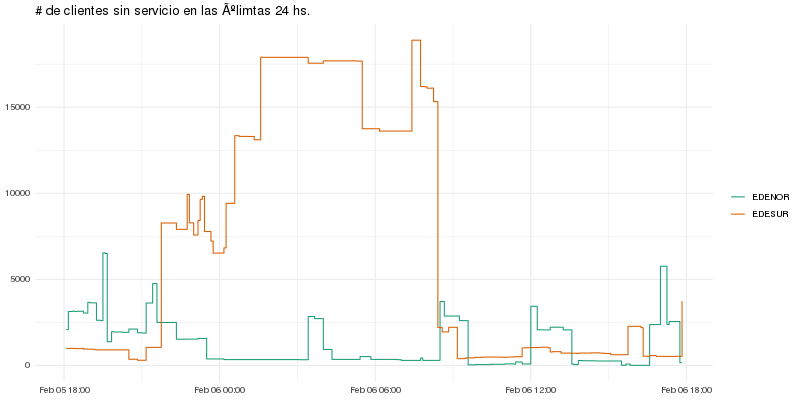 # de clientes sin servicio en las Ãºlimtas 24 hs.
15000
10000
5000
0
Feb 05 18:00
Feb 06 00:00
Feb 06 06:00
Feb 06 12:00
Feb 06 18:00
EDENOR
EDESUR